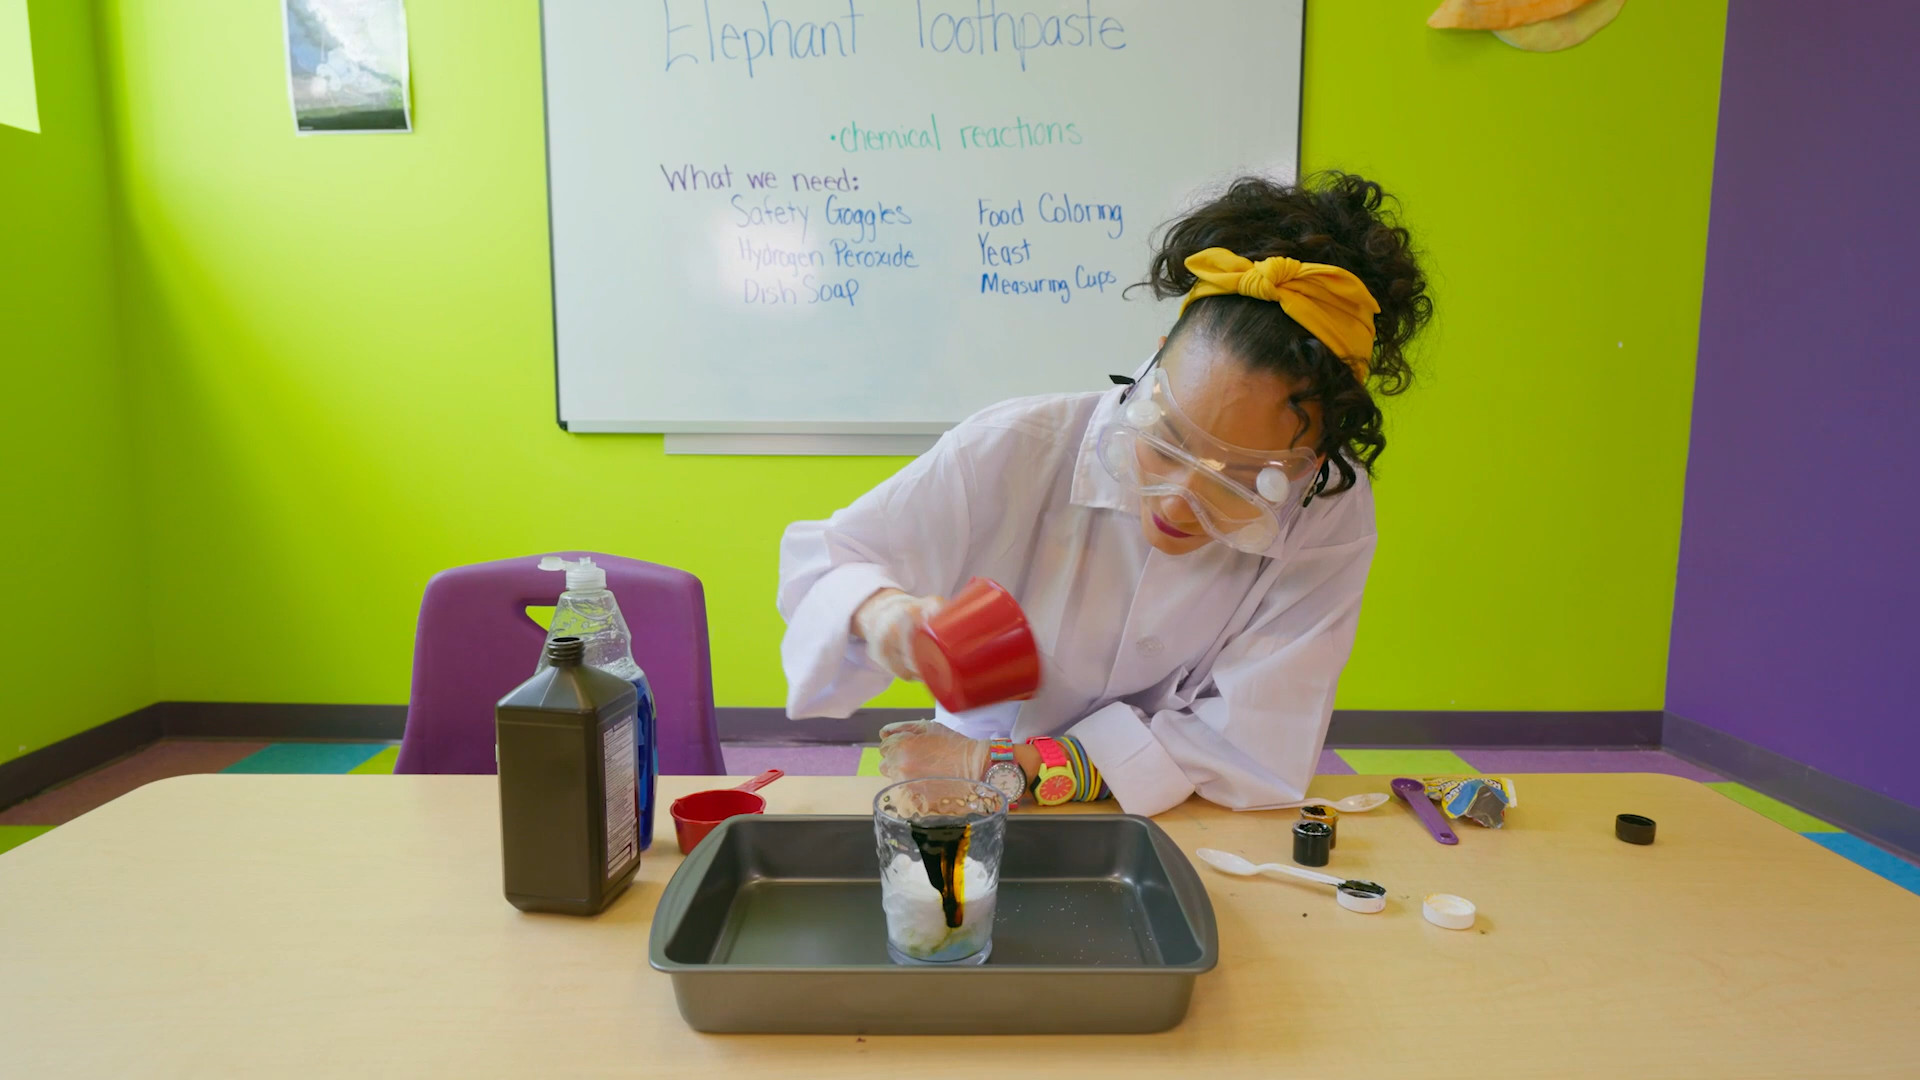 Elephant Toothpaste
•chemical reactions
What we need:
Safety Goggles
Hydrogen Peroxide
Dish Soap
Food Coloring
Yeast
Measuring Cups